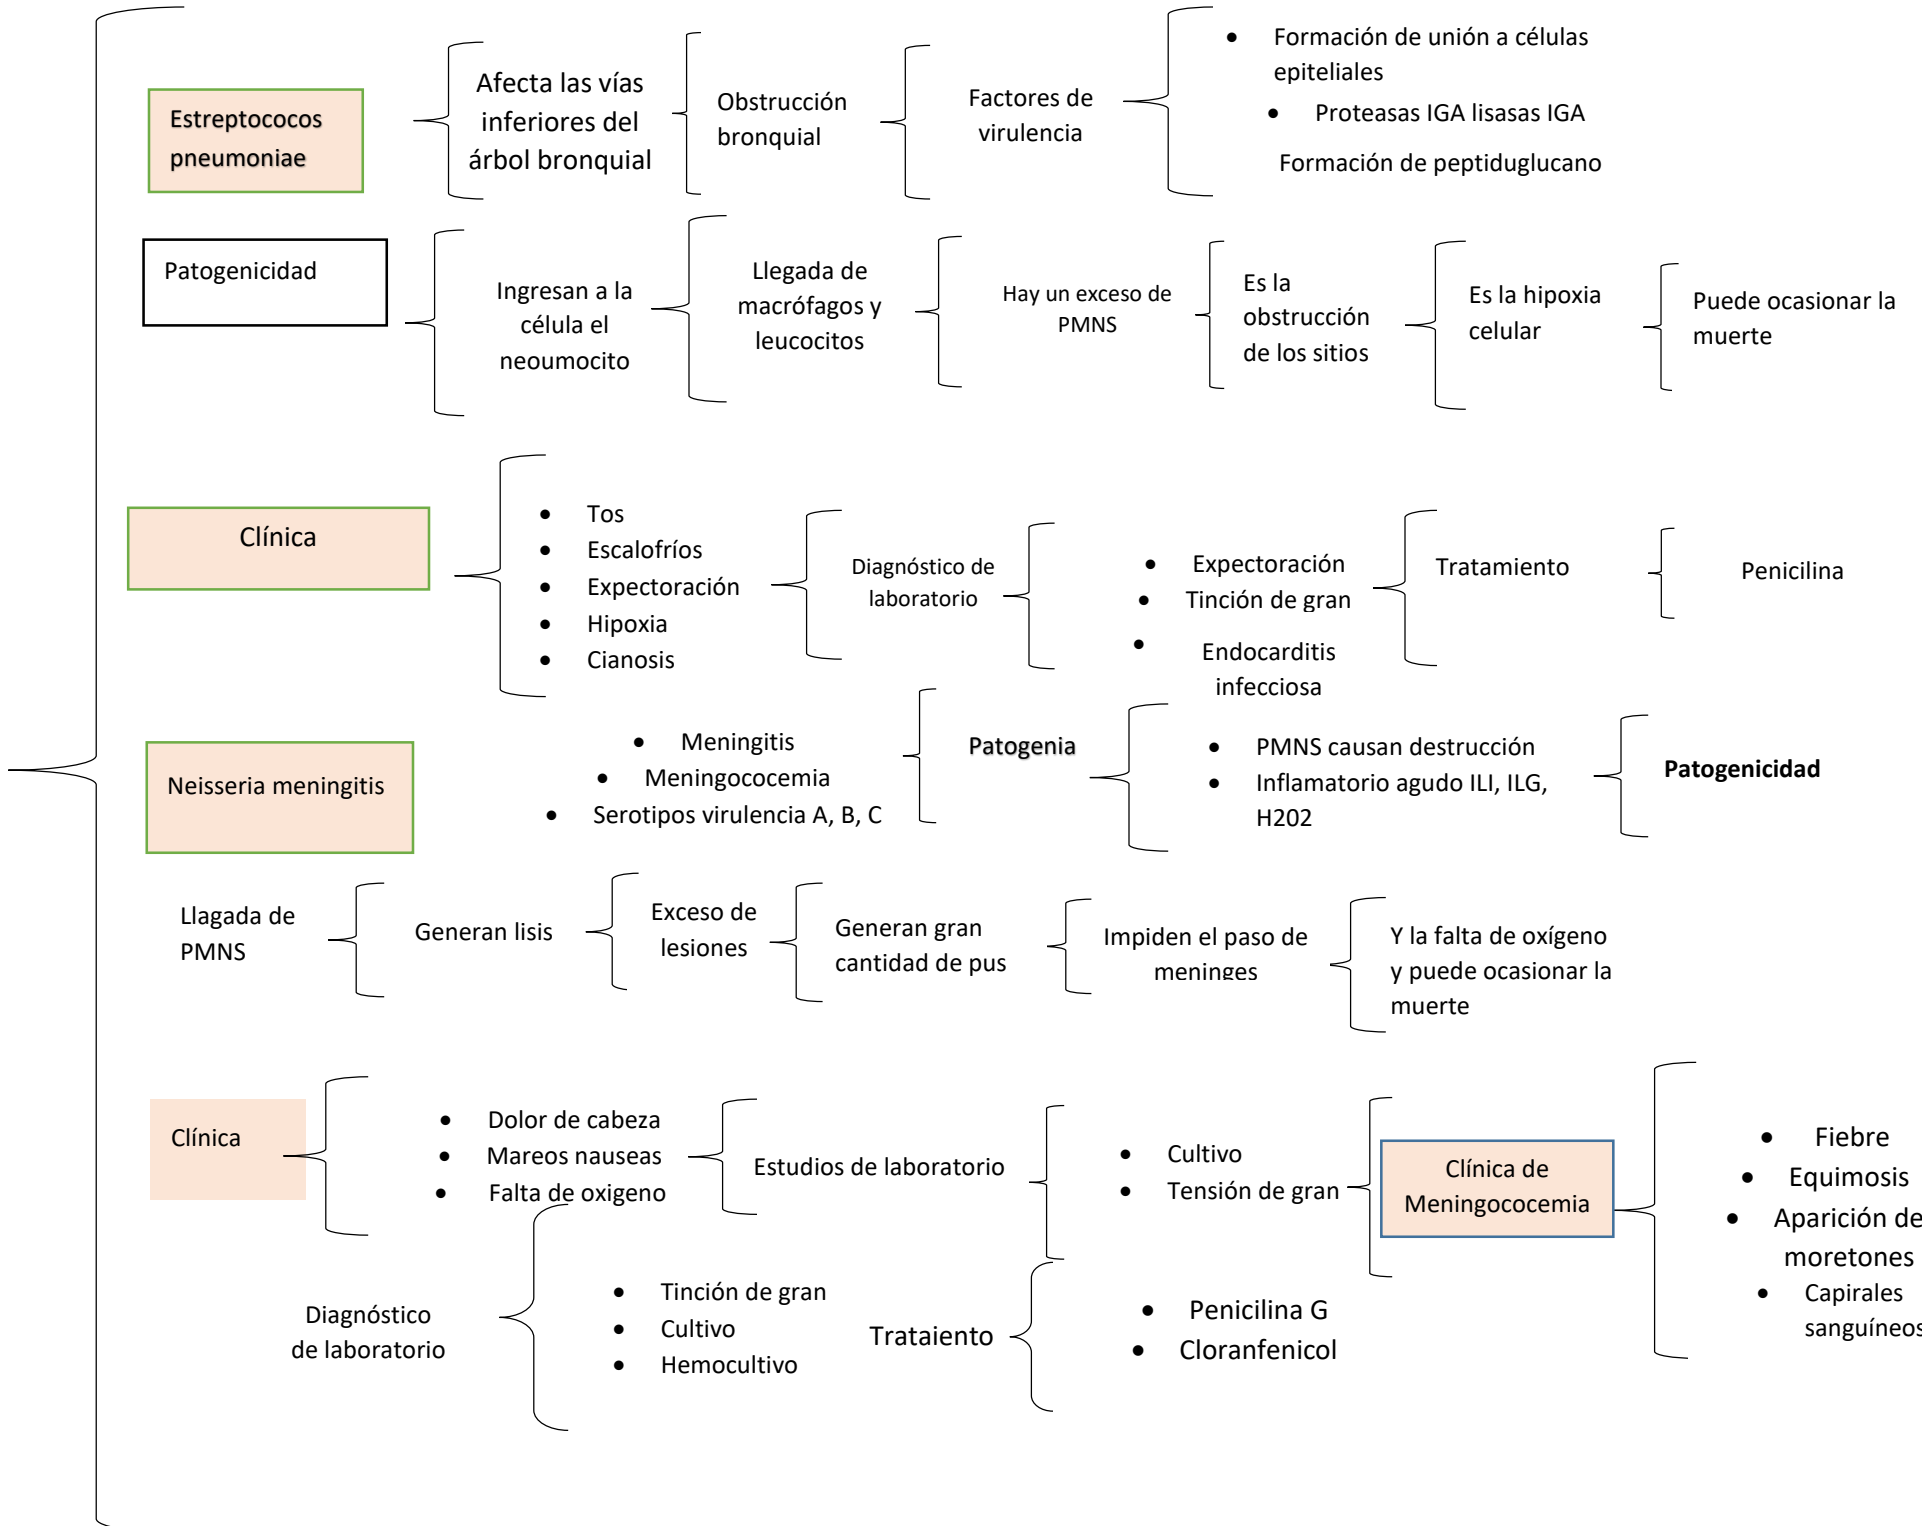 Estreptococos
pneumoniae
Afecta las vías
inferiores del
árbol bronquial
Obstrucción
bronquial
Factores de
virulencia
• Formación de unión a células
epiteliales
• Proteasas IGA lisasas IGA
Formación de peptiduglucano
Patogenicidad
Ingresan a la
célula el
neoumocito
Llegada de
macrófagos y
leucocitos
Hay un exceso de
PMNS
Es la
obstrucción
de los sitios
Es la hipoxia
celular
Puede ocasionar la
muerte
Clínica
• Tos
• Escalofríos
• Expectoración
• Hipoxia
• Cianosis
Diagnóstico de
laboratorio
• Expectoración
• Tinción de gran
• Endocarditis
infecciosa
Tratamiento
Penicilina
Neisseria meningitis
• Meningitis
• Meningococemia
• Serotipos virulencia A, B, C
Patogenia
• PMNS causan destrucción
• Inflamatorio agudo ILI, ILG,
H202
Patogenicidad
Llagada de
PMNS
Generan lisis
Exceso de
lesiones
Generan gran
cantidad de pus
Impiden el paso de
meninges
Y la falta de oxígeno
y puede ocasionar la
muerte
Clínica
• Dolor de cabeza
• Mareos nauseas
• Falta de oxigeno
Estudios de laboratorio
• Cultivo
• Tensión de gran
Clínica de
Meningococemia
• Fiebre
• Equimosis
• Aparición de
moretones
• Capirales
sanguíneos
Diagnóstico
de laboratorio
• Tinción de gran
• Cultivo
• Hemocultivo
Trataiento
• Penicilina G
• Cloranfenicol